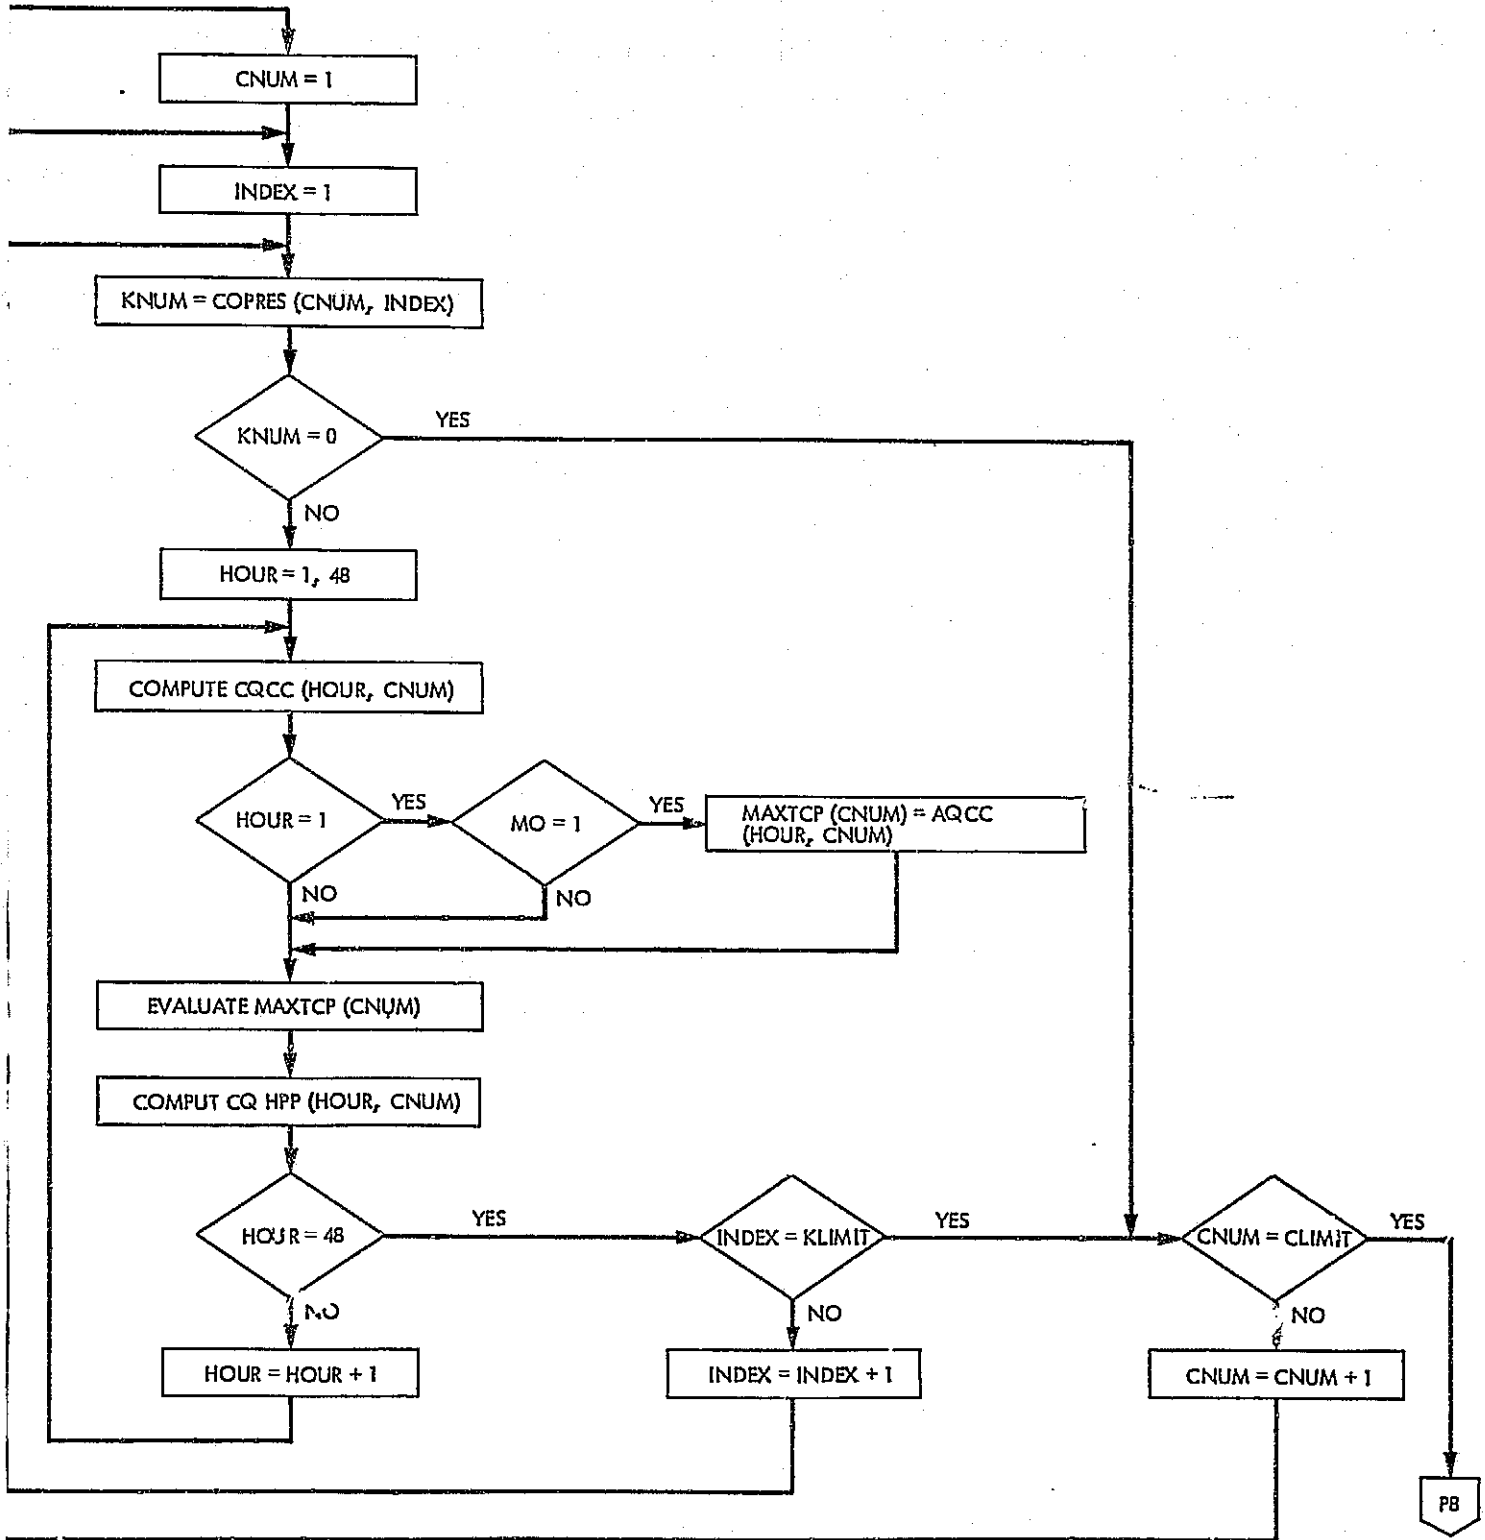 CNUM = 1
INDEX = 1
KNUM = COPRES (CNUM, INDEX)
KNUM = 0
YES
NO
HOUR = 1, 48
COMPUTE CQCC (HOUR, CNUM)
HOUR = 1
YES
MO = 1
YES
MAXTCP (CNUM) = AQCC
(HOUR, CNUM)
NO
NO
EVALUATE MAXTCP (CNUM)
COMPUT CQ HPP (HOUR, CNUM)
HOUR = 48
YES
INDEX = KLIMIT
YES
CNUM = CLIMIT
YES
NO
NO
NO
HOUR = HOUR + 1
INDEX = INDEX + 1
CNUM = CNUM + 1
PB